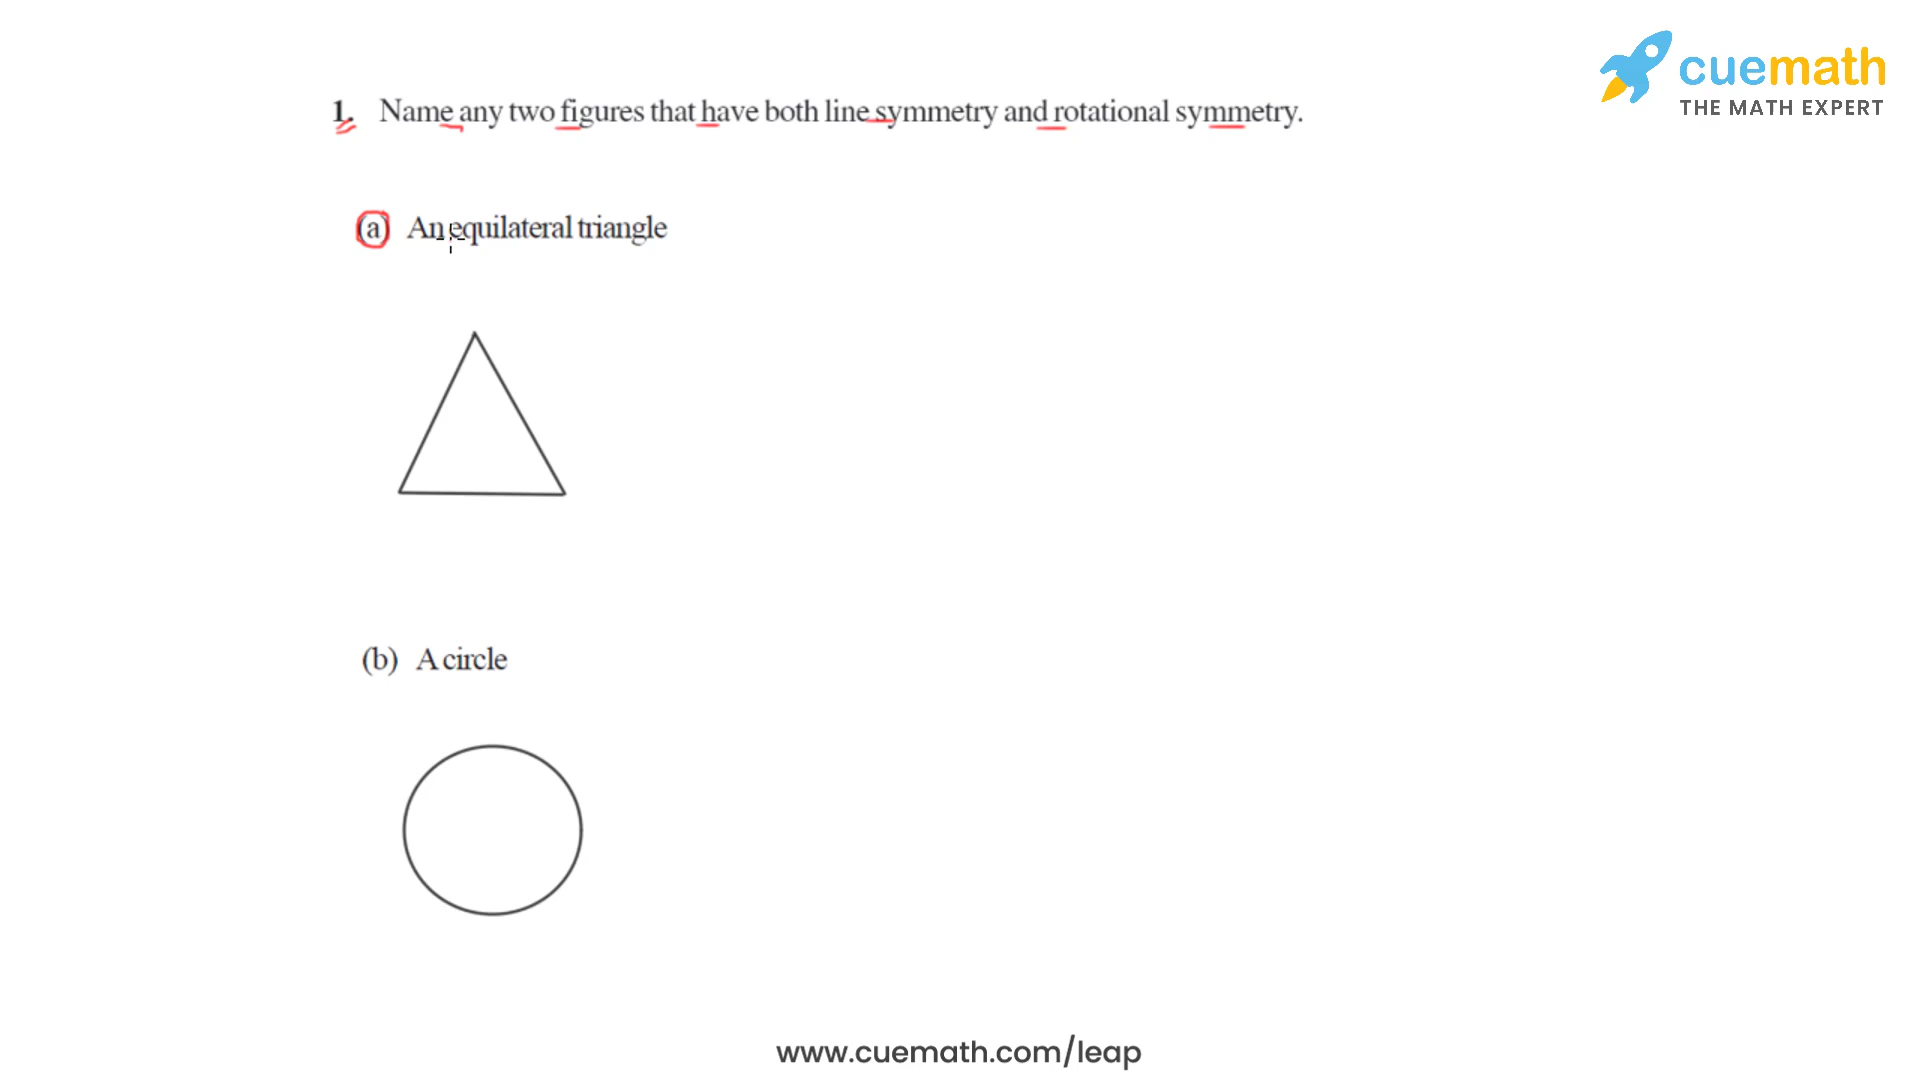 cuemath
THE MATH EXPERT
1. Name any two figures that have both line symmetry and rotational symmetry.
(a) An equilateral triangle
(b) A circle
www.cuemath.com/leap